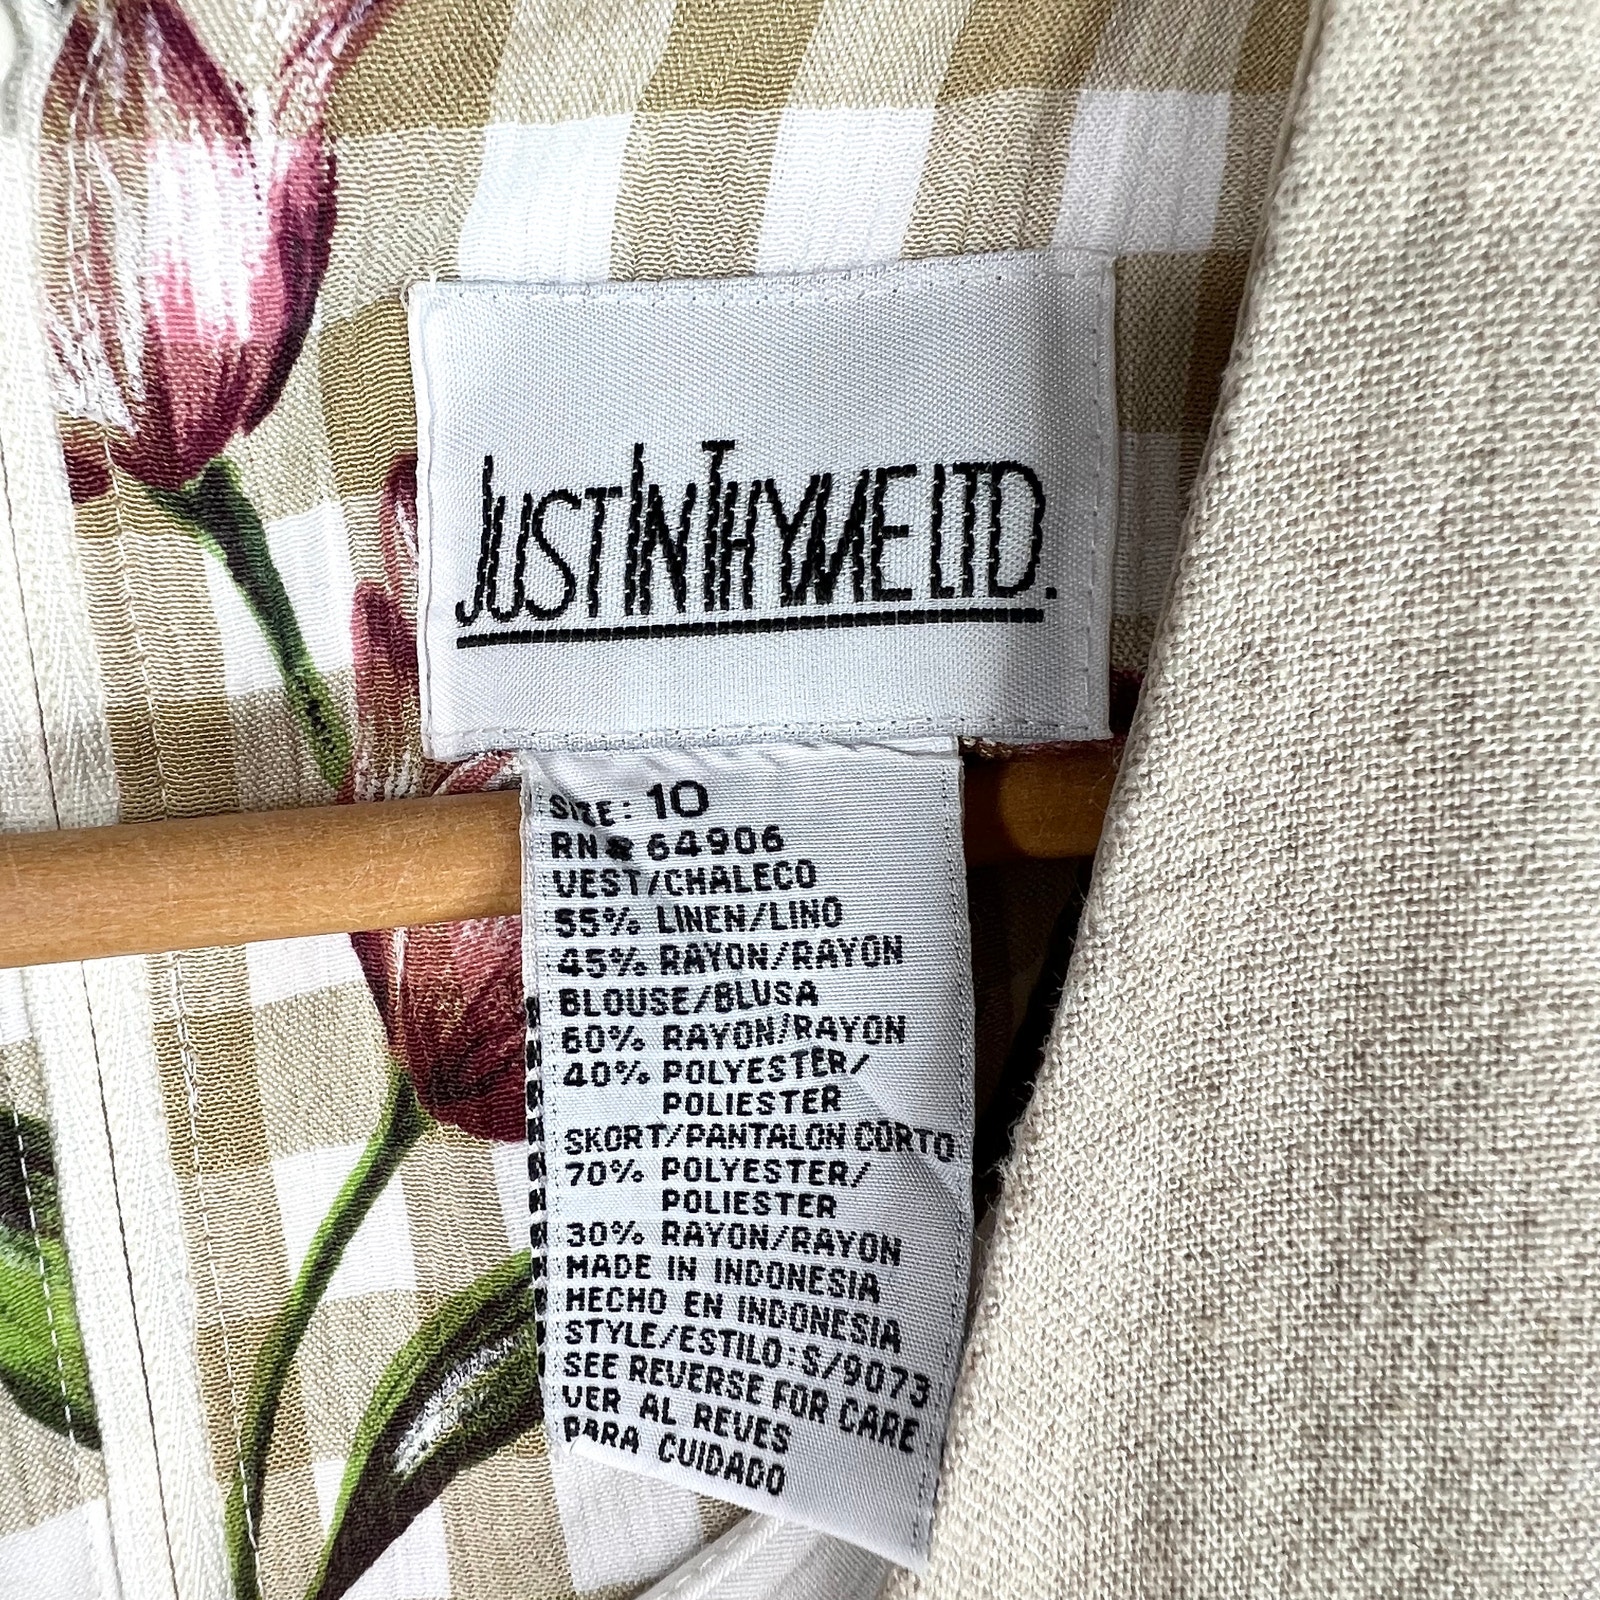 JUST IN THYME LTD.
SIZE: 10
RN# 64906
VEST/CHALECO
55% LINEN/LINO
45% RAYON/RAYON
BLOUSE/BLUSA
60% RAYON/RAYON
40% POLYESTER/
POLIESTER
SKORT/PANTALON CORTO
70% POLYESTER/
POLIESTER
30% RAYON/RAYON
MADE IN INDONESIA
HECHO EN INDONESIA
STYLE/ESTILO: S/9073
SEE REVERSE FOR CARE
VER AL REVES
PARA CUIDADO